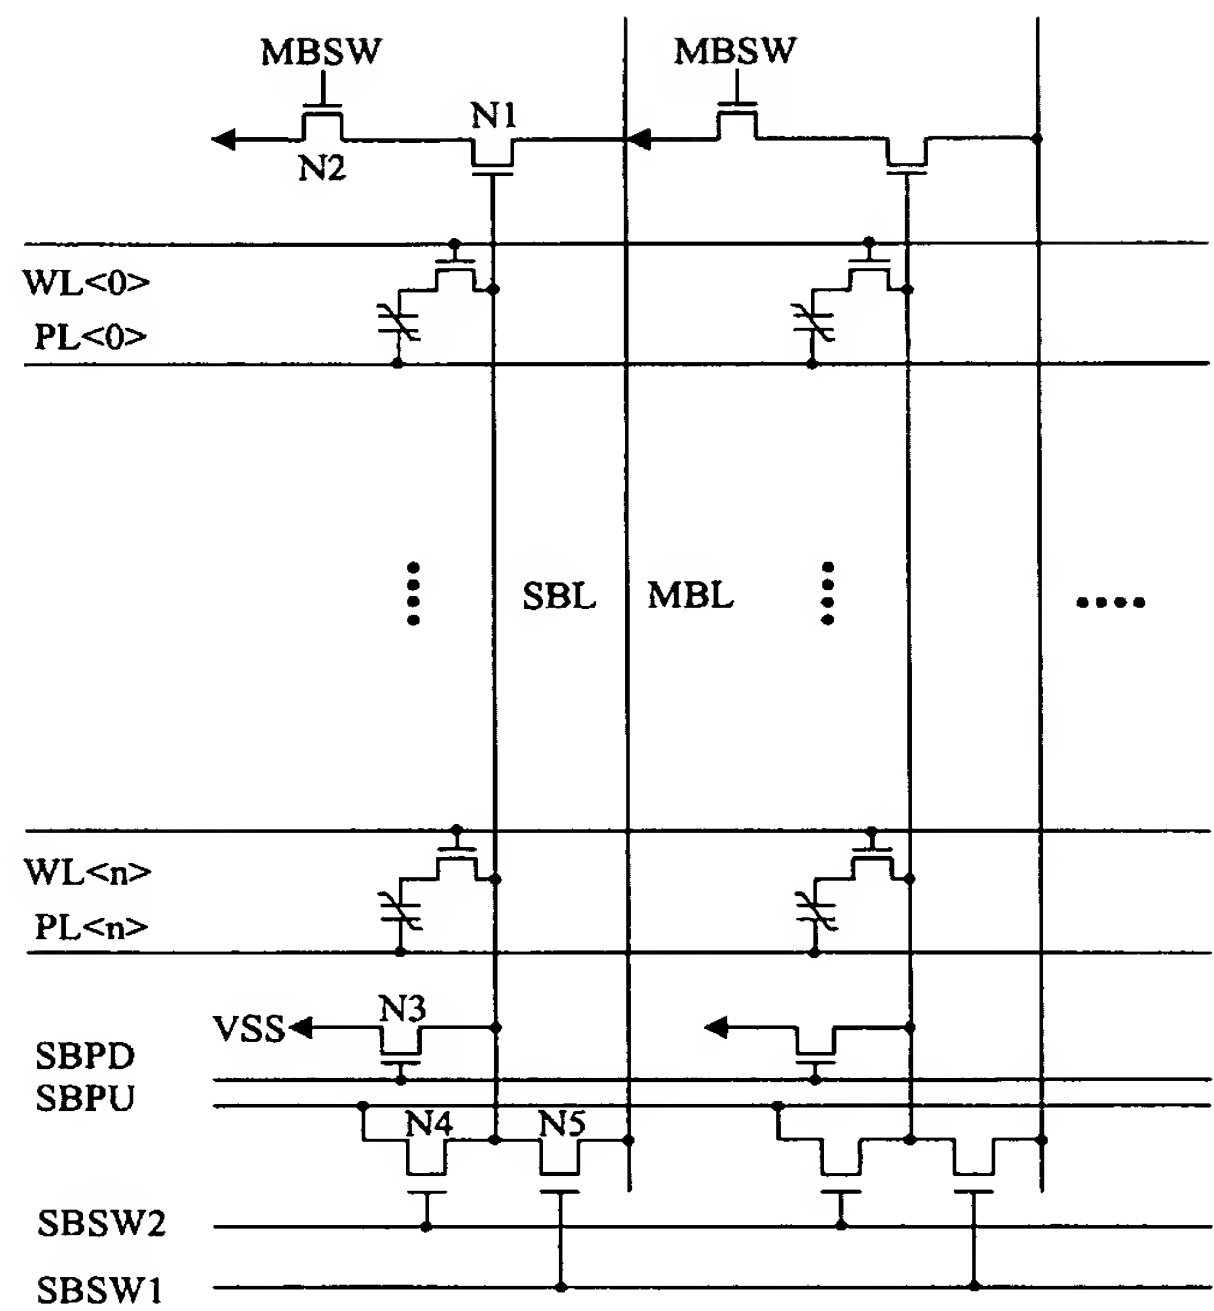 MBSW MBSW
N1
N2
WL<0>
PL<0>
SBL MBL
WL<n>
PL<n>
N3
VSS
SBPD
SBPU
N4 N5
SBSW2
SBSW1